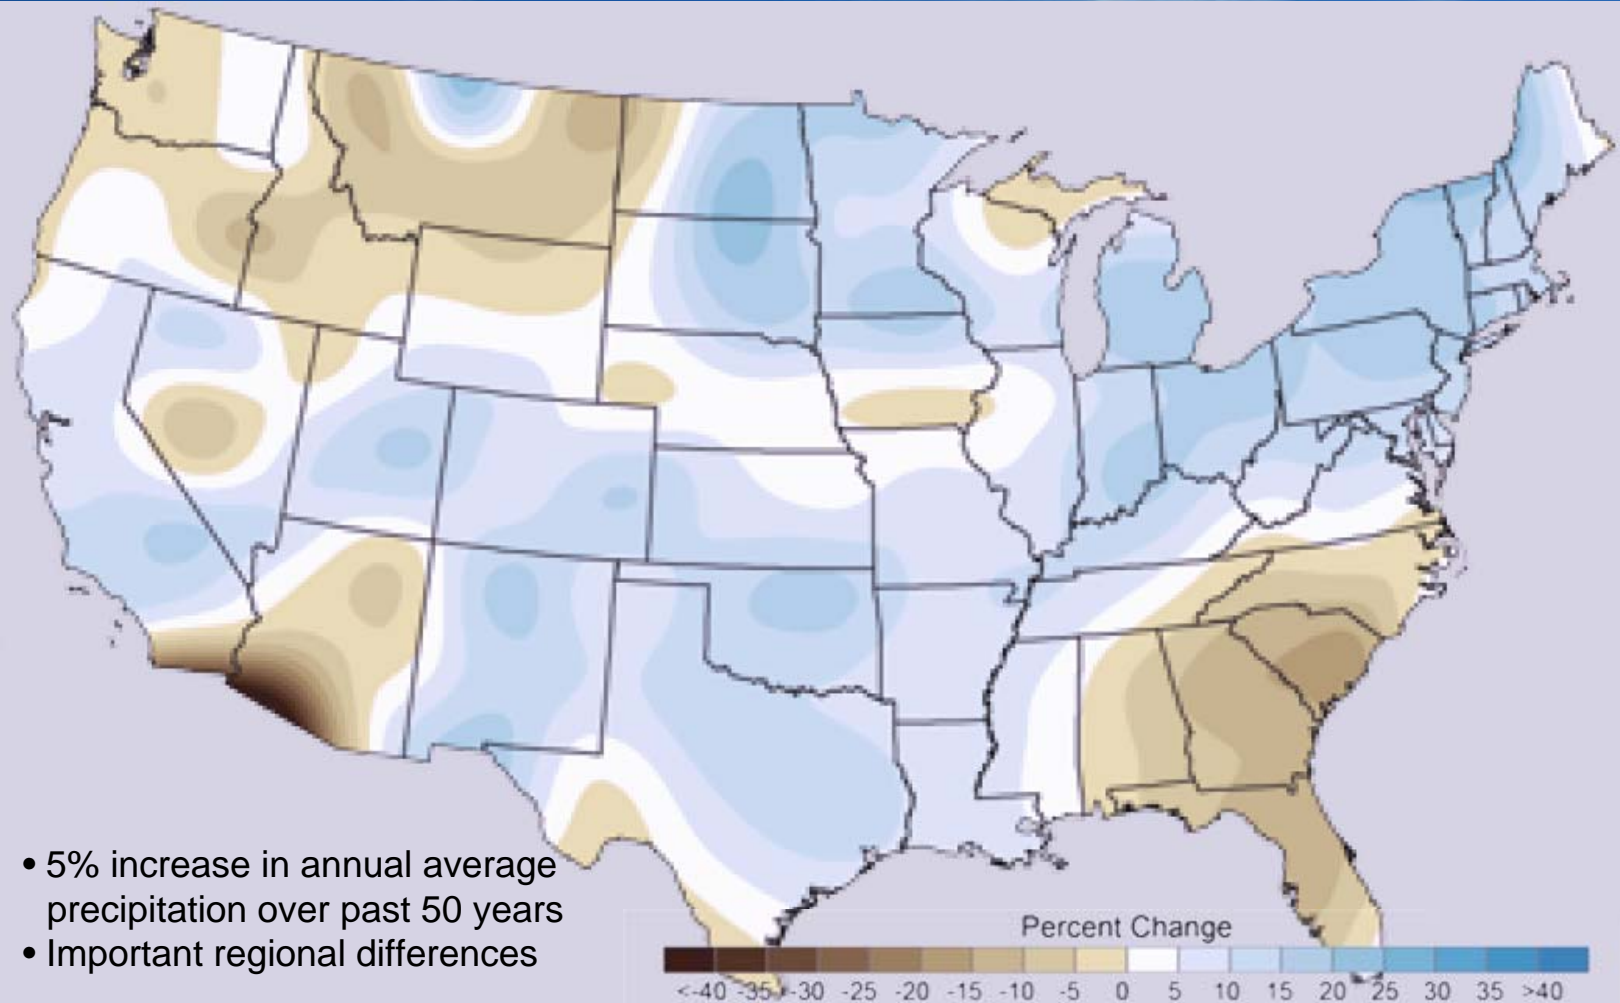 • 5% increase in annual average
precipitation over past 50 years
• Important regional differences
Percent Change
<-40 -35 -30 -25 -20 -15 -10 -5 0 5 10 15 20 25 30 35 >40